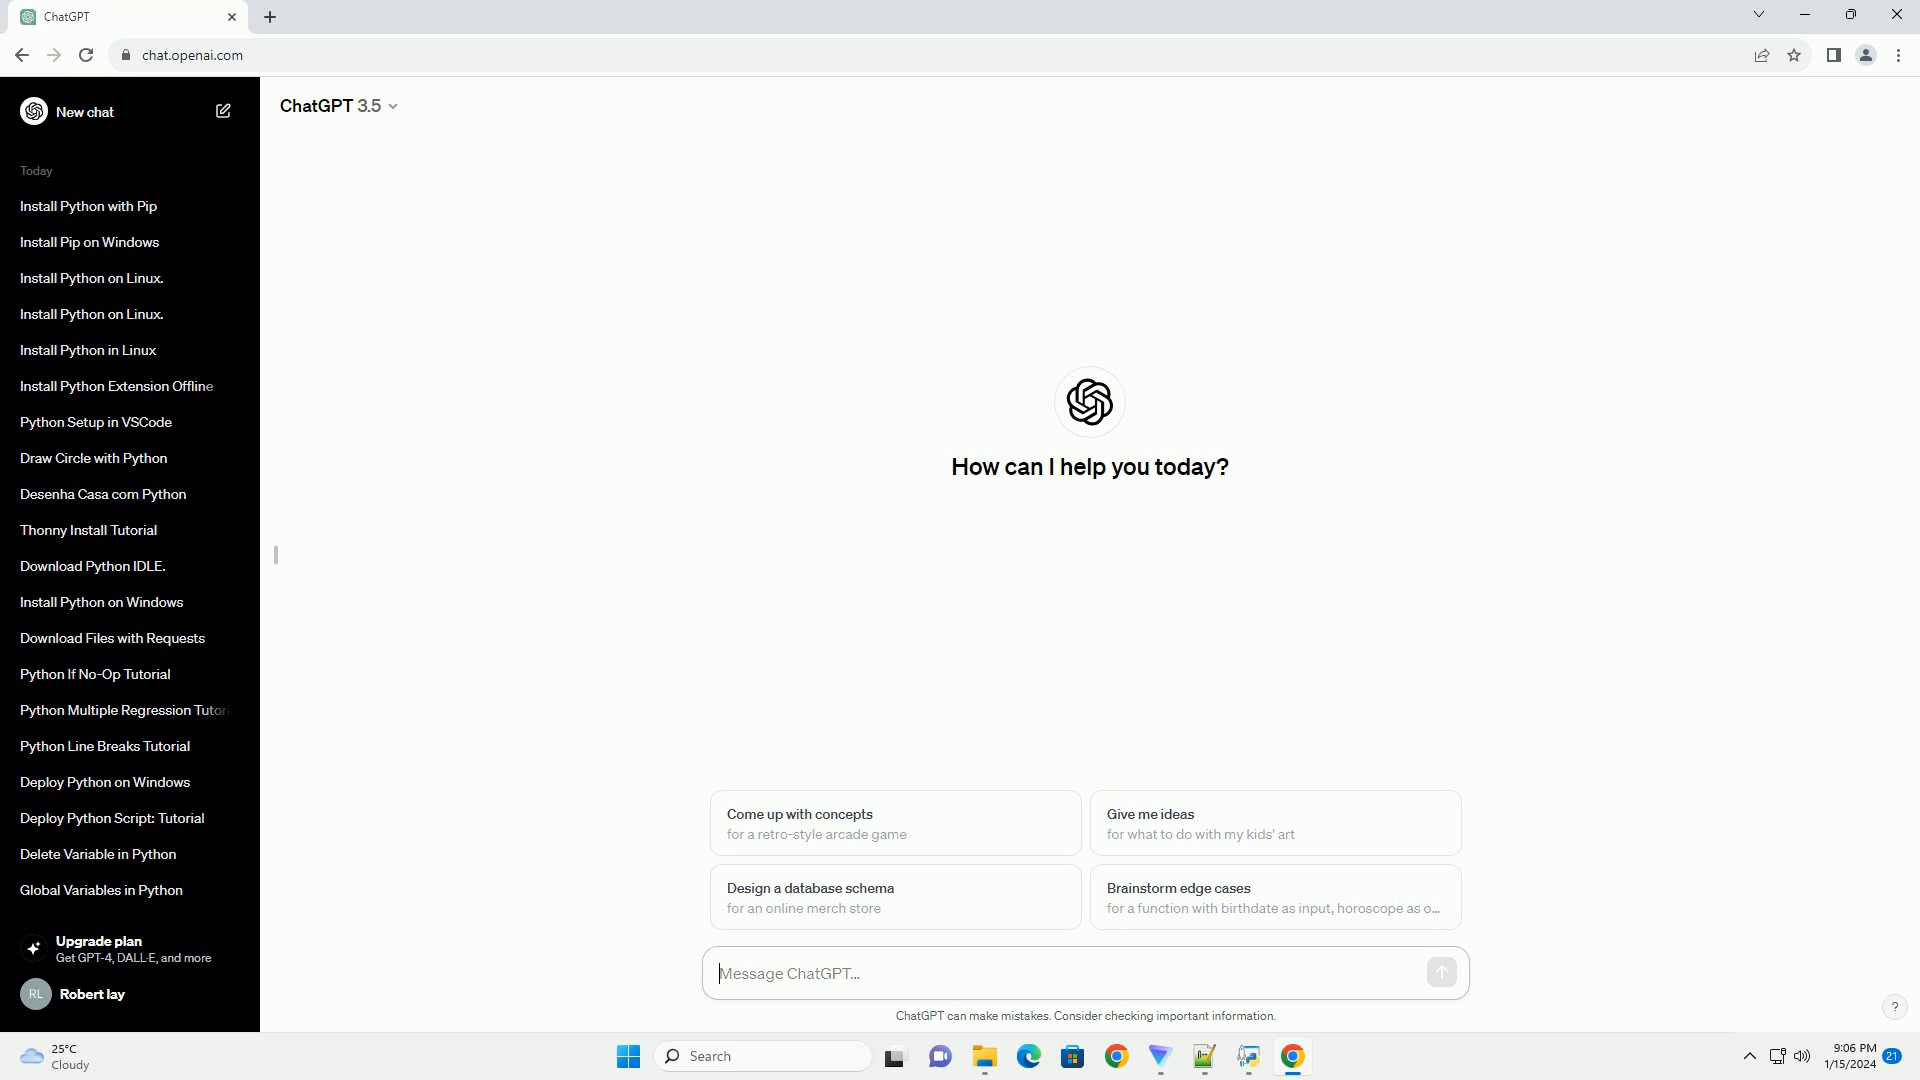 ChatGPT
chat.openai.com
New chat
ChatGPT 3.5
Today
Install Python with Pip
Install Pip on Windows
Install Python on Linux.
Install Python on Linux.
Install Python in Linux
Install Python Extension Offline
Python Setup in VSCode
Draw Circle with Python
Desenha Casa com Python
Thonny Install Tutorial
Download Python IDLE.
Install Python on Windows
Download Files with Requests
Python If No-Op Tutorial
Python Multiple Regression Tutori
Python Line Breaks Tutorial
Deploy Python on Windows
Deploy Python Script: Tutorial
Delete Variable in Python
Global Variables in Python
Upgrade plan
Get GPT-4, DALL·E, and more
RL Robert lay
How can I help you today?
Come up with concepts
for a retro-style arcade game
Give me ideas
for what to do with my kids' art
Design a database schema
for an online merch store
Brainstorm edge cases
for a function with birthdate as input, horoscope as o...
Message ChatGPT...
ChatGPT can make mistakes. Consider checking important information.
?
25°C
Cloudy
Search
9:06 PM
1/15/2024
21